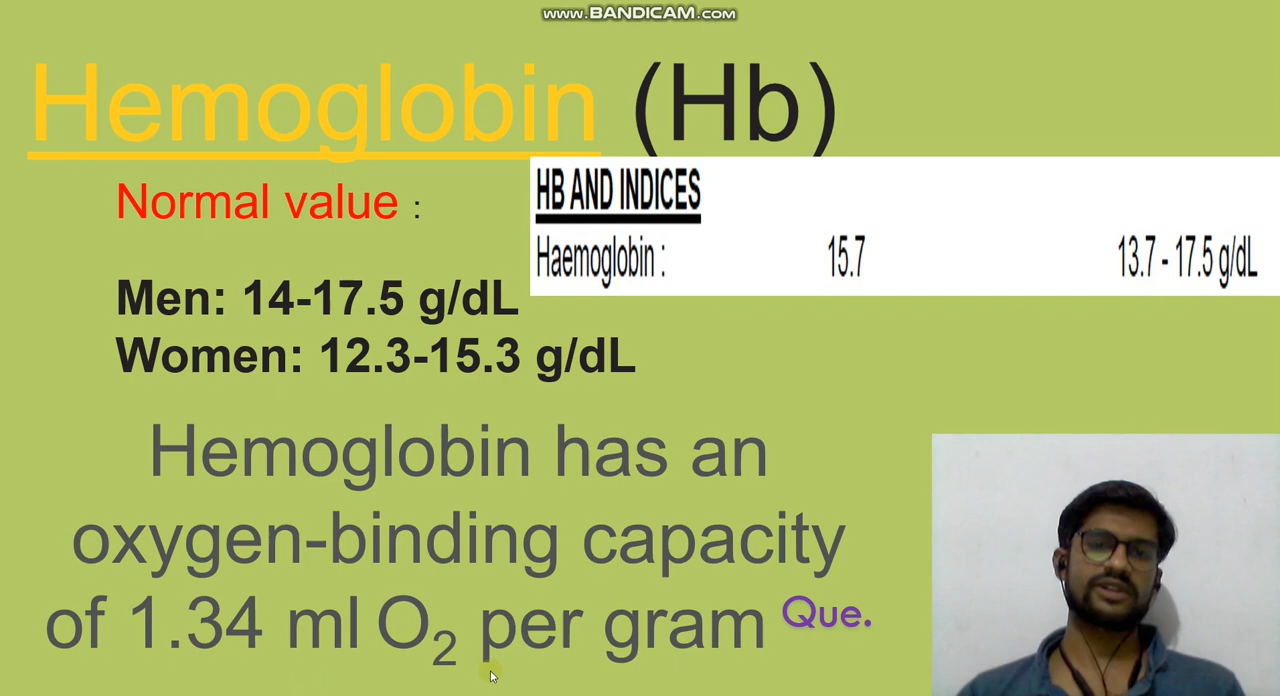 www.BANDICAM.com
Hemoglobin (Hb)
Normal value :
HB AND INDICES
Haemoglobin : 15.7 13.7 - 17.5 g/dL
Men: 14-17.5 g/dL
Women: 12.3-15.3 g/dL
Hemoglobin has an
oxygen-binding capacity
of 1.34 ml O₂ per gram Que.